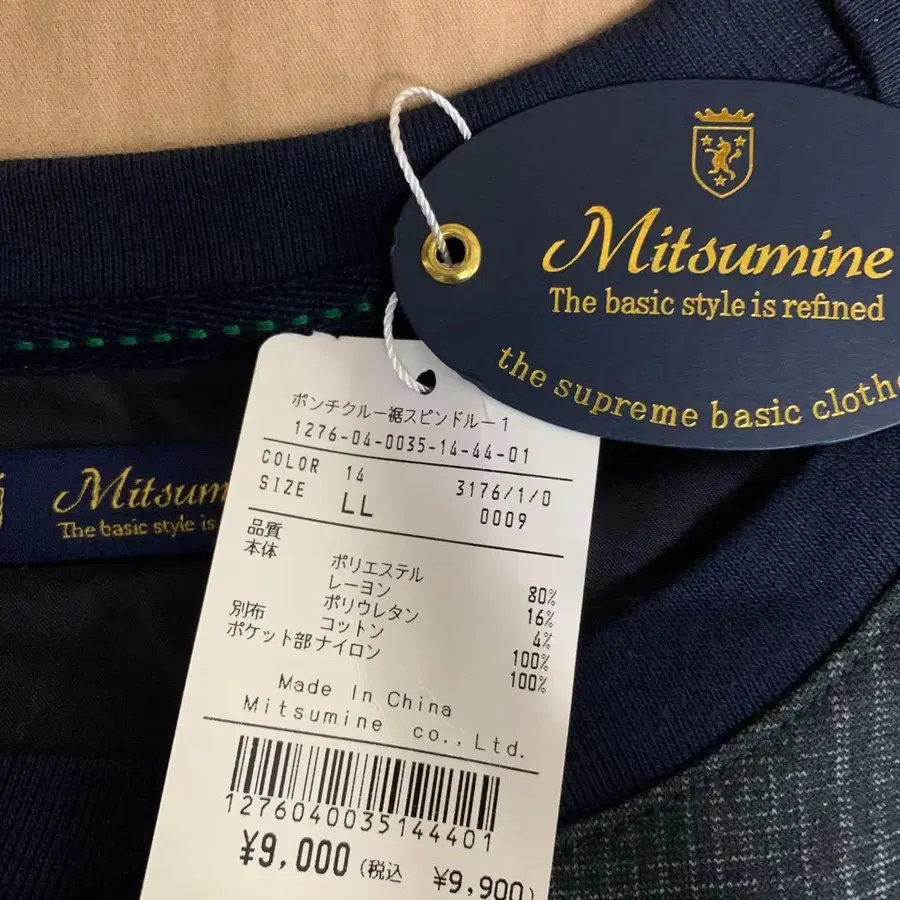 Mitsumine
The basic style is refined
the supreme basic clothe
Mitsumin
The basic style is
ポンチクルー裾スピンドルー1
1276-04-0035-14-44-01
COLOR 14 3176/1/0
SIZE LL 0009
品質
本体 ポリエステル 80%
レーヨン 16%
ポリウレタン 4%
別布 コットン 100%
ポケット部 ナイロン 100%
Made In China
Mitsumine co.,Ltd.
1276040035144401
¥9,000 (税込 ¥9,900)